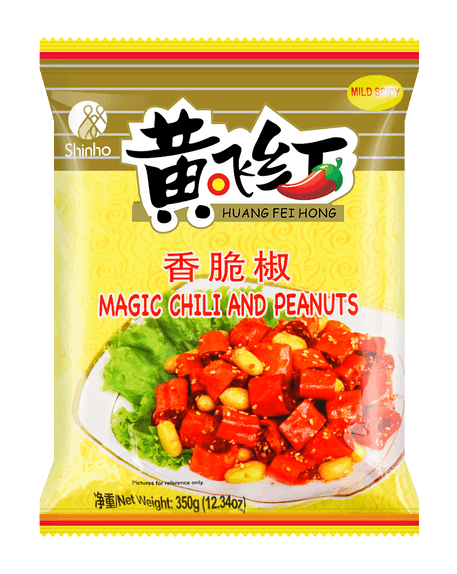 MILD SPICY
Shinho
黄飞红
HUANG FEI HONG
香脆椒
MAGIC CHILI AND PEANUTS
Pictures for reference only.
净重/Net Weight: 350g (12.34oz)